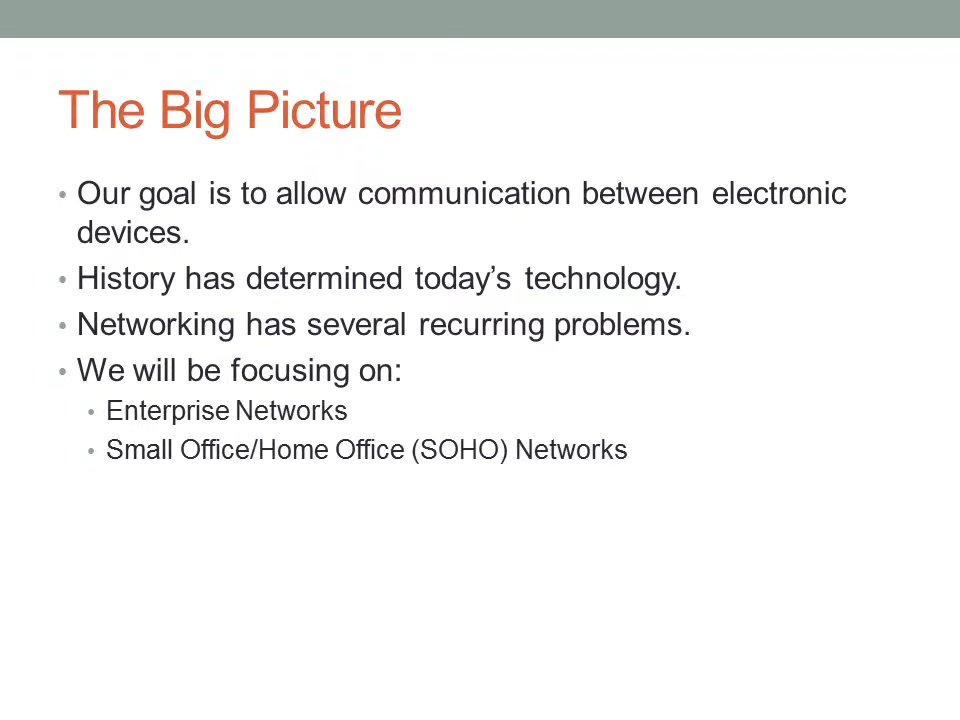 The Big Picture
• Our goal is to allow communication between electronic
devices.
• History has determined today’s technology.
• Networking has several recurring problems.
• We will be focusing on:
• Enterprise Networks
• Small Office/Home Office (SOHO) Networks